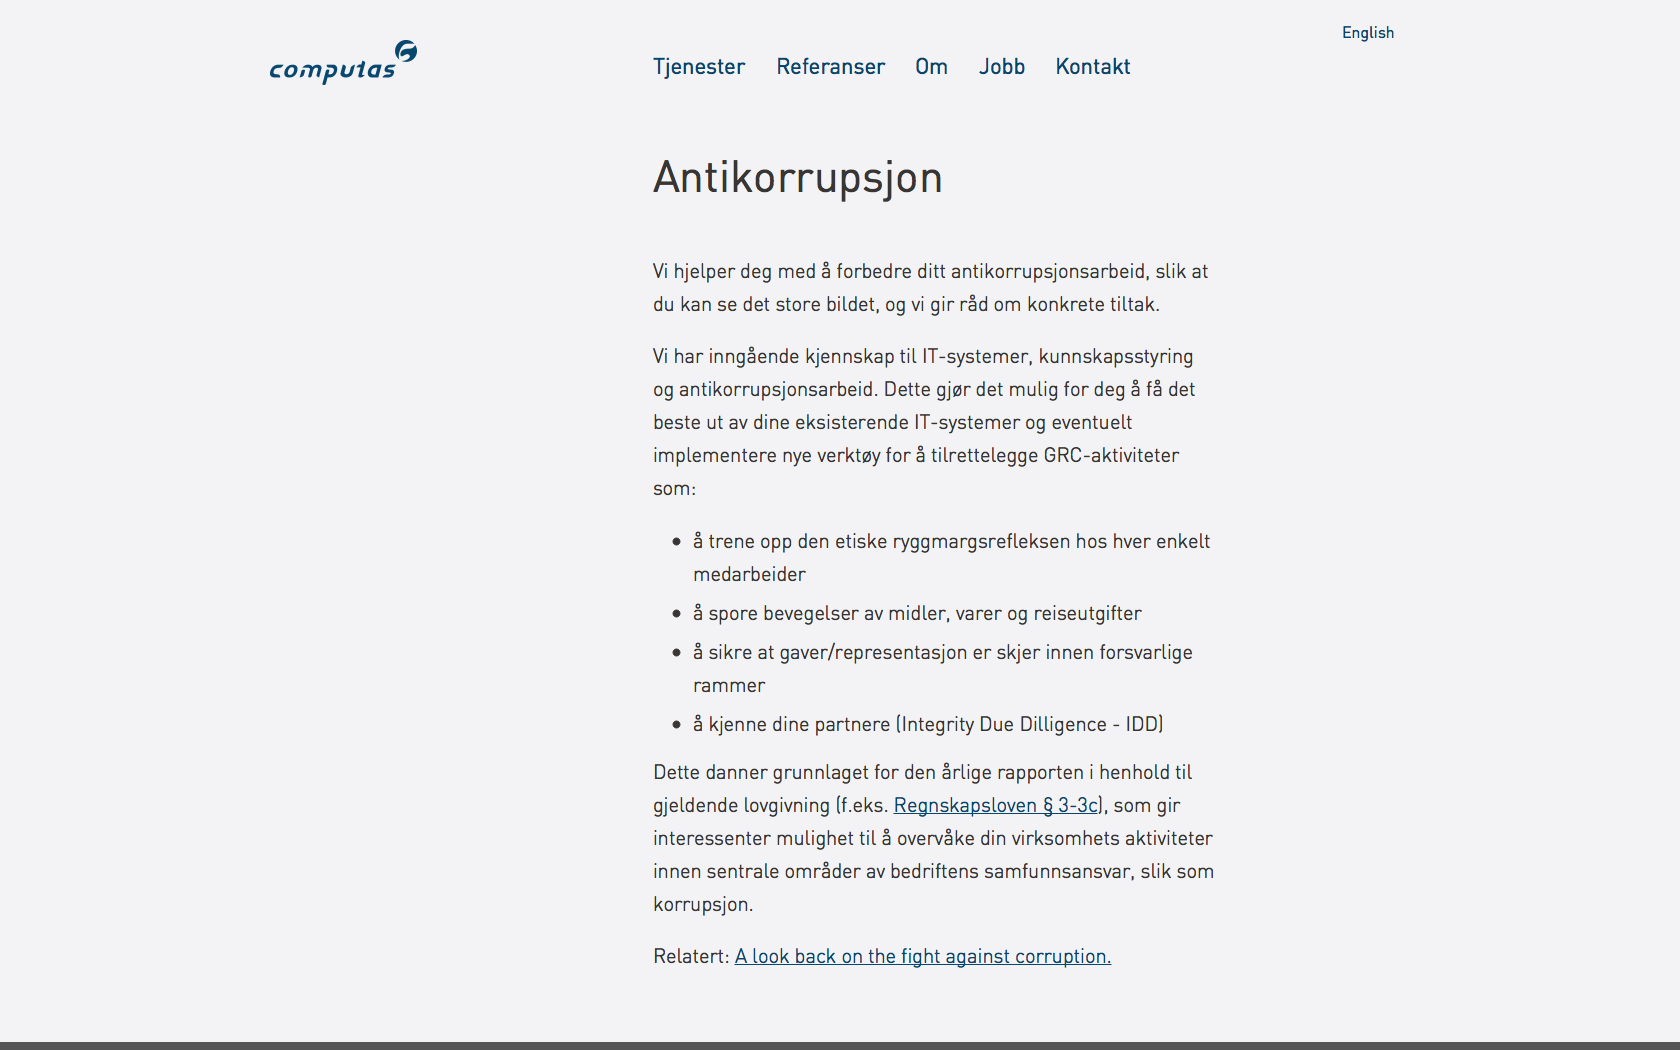 English
computas
Tjenester Referanser Om Jobb Kontakt
Antikorrupsjon
Vi hjelper deg med å forbedre ditt antikorrupsjonsarbeid, slik at
du kan se det store bildet, og vi gir råd om konkrete tiltak.
Vi har inngående kjennskap til IT-systemer, kunnskapsstyring
og antikorrupsjonsarbeid. Dette gjør det mulig for deg å få det
beste ut av dine eksisterende IT-systemer og eventuelt
implementere nye verktøy for å tilrettelegge GRC-aktiviteter
som:
• å trene opp den etiske ryggmargsrefleksen hos hver enkelt
medarbeider
• å spore bevegelser av midler, varer og reiseutgifter
• å sikre at gaver/representasjon er skjer innen forsvarlige
rammer
• å kjenne dine partnere (Integrity Due Dilligence - IDD)
Dette danner grunnlaget for den årlige rapporten i henhold til
gjeldende lovgivning (f.eks. Regnskapsloven § 3-3c), som gir
interessenter mulighet til å overvåke din virksomhets aktiviteter
innen sentrale områder av bedriftens samfunnsansvar, slik som
korrupsjon.
Relatert: A look back on the fight against corruption.